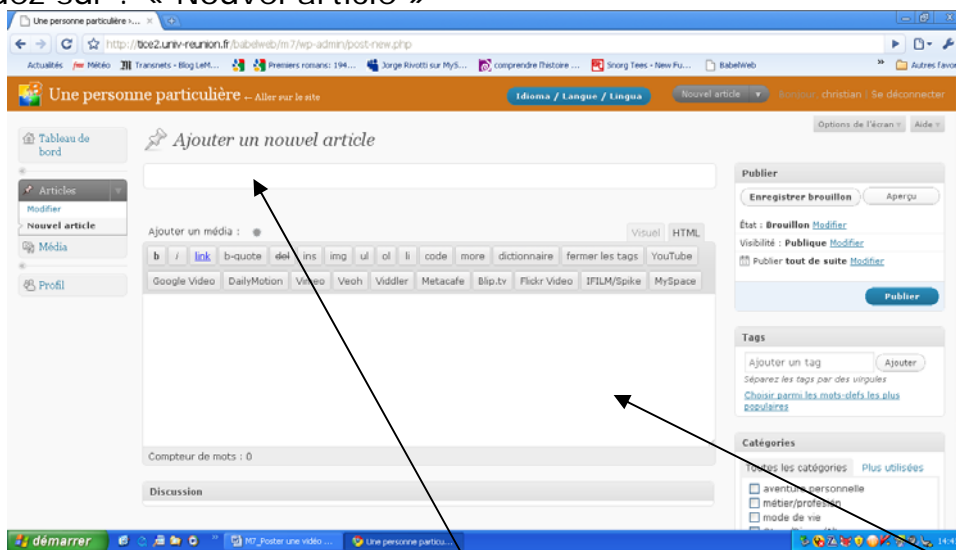 uez sur : « Nouvel article »
Une personne particulière »...
http://tice2.univ-reunion.fr/babelweb/m7/wp-admin/post-new.php
Actualités Météo Transnets - Blog LeM... Premiers romans: 194... Jorge Rivotti sur MyS... comprendre l'histoire ... Snorg Tees - New Fu... BabelWeb » Autres favor
Une personne particulière ← Aller sur le site Idioma / Langue / Lingua Nouvel article Bonjour, christian | Se déconnecter
Options de l'écran Aide
Tableau de bord
Ajouter un nouvel article
Articles
Modifier
Nouvel article
Média
Profil
Ajouter un média :
Visuel HTML
b i link b-quote del ins img ul ol li code more dictionnaire fermer les tags YouTube
Google Video DailyMotion Vimeo Veoh Viddler Metacafe Blip.tv Flickr Video IFILM/Spike MySpace
Compteur de mots : 0
Discussion
Publier
Enregistrer brouillon Aperçu
État : Brouillon Modifier
Visibilité : Publique Modifier
Publier tout de suite Modifier
Publier
Tags
Ajouter un tag Ajouter
Séparez les tags par des virgules
Choisir parmi les mots-clefs les plus
populaires
Catégories
Toutes les catégories Plus utilisées
aventure personnelle
métier/profesión
mode de vie
démarrer » M7_Poster une vidéo ... Une personne particu... 14:4